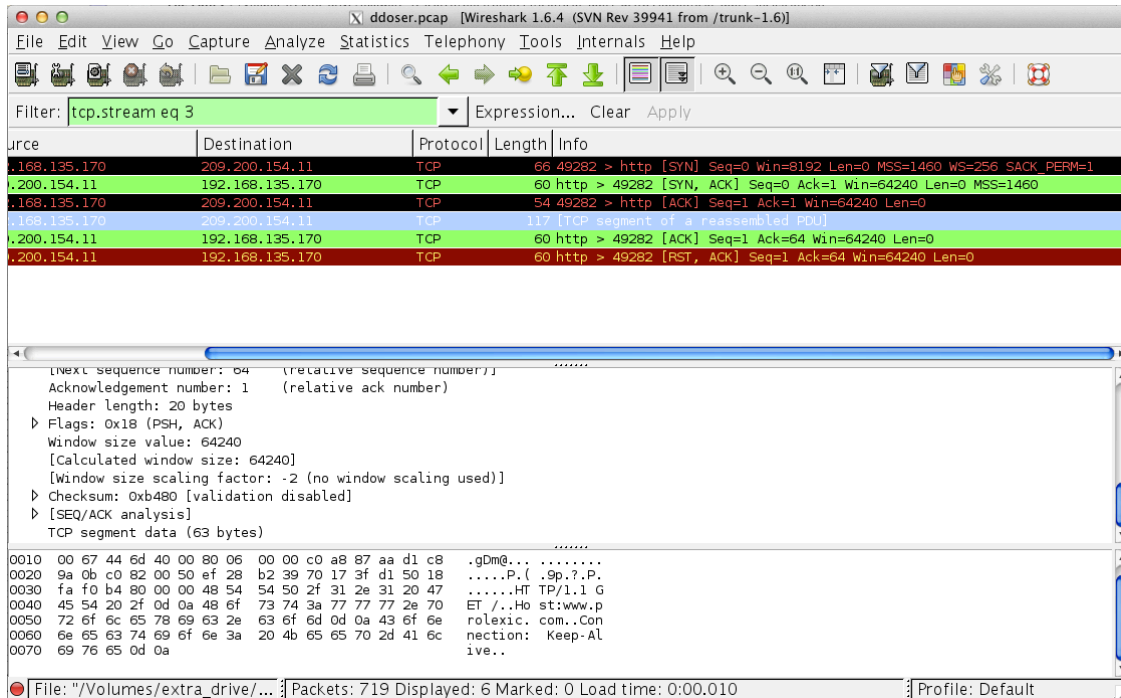 ddoser.pcap [Wireshark 1.6.4 (SVN Rev 39941 from /trunk-1.6)]
File Edit View Go Capture Analyze Statistics Telephony Tools Internals Help
Filter: tcp.stream eq 3 Expression... Clear Apply
urce Destination Protocol Length Info
.168.135.170 209.200.154.11 TCP 66 49282 > http [SYN] Seq=0 Win=8192 Len=0 MSS=1460 WS=256 SACK_PERM=1
.200.154.11 192.168.135.170 TCP 60 http > 49282 [SYN, ACK] Seq=0 Ack=1 Win=64240 Len=0 MSS=1460
.168.135.170 209.200.154.11 TCP 54 49282 > http [ACK] Seq=1 Ack=1 Win=64240 Len=0
.168.135.170 209.200.154.11 TCP 117 [TCP segment of a reassembled PDU]
.200.154.11 192.168.135.170 TCP 60 http > 49282 [ACK] Seq=1 Ack=64 Win=64240 Len=0
.200.154.11 192.168.135.170 TCP 60 http > 49282 [RST, ACK] Seq=1 Ack=64 Win=64240 Len=0
[Next sequence number: 64 (relative sequence number)]
Acknowledgement number: 1 (relative ack number)
Header length: 20 bytes
Flags: 0x18 (PSH, ACK)
Window size value: 64240
[Calculated window size: 64240]
[Window size scaling factor: -2 (no window scaling used)]
Checksum: 0xb480 [validation disabled]
[SEQ/ACK analysis]
TCP segment data (63 bytes)
0010 00 67 44 6d 40 00 80 06 00 00 c0 a8 87 aa d1 c8 .gDm@... ........
0020 9a 0b c0 82 00 50 ef 28 b2 39 70 17 3f d1 50 18 .....P.( .9p.?.P.
0030 fa f0 b4 80 00 00 48 54 54 50 2f 31 2e 31 20 47 ......HT TP/1.1 G
0040 45 54 20 2f 0d 0a 48 6f 73 74 3a 77 77 77 2e 70 ET /..Ho st:www.p
0050 72 6f 6c 65 78 69 63 2e 63 6f 6d 0d 0a 43 6f 6e rolexic. com..Con
0060 6e 65 63 74 69 6f 6e 3a 20 4b 65 65 70 2d 41 6c nection: Keep-Al
0070 69 76 65 0d 0a ive..
File: "/Volumes/extra_drive/... Packets: 719 Displayed: 6 Marked: 0 Load time: 0:00.010 Profile: Default